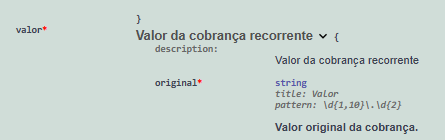 }
valor*
Valor da cobrança recorrente {
description:
Valor da cobrança recorrente
original* string
title: Valor
pattern: \d{1,10}\.\d{2}
Valor original da cobrança.